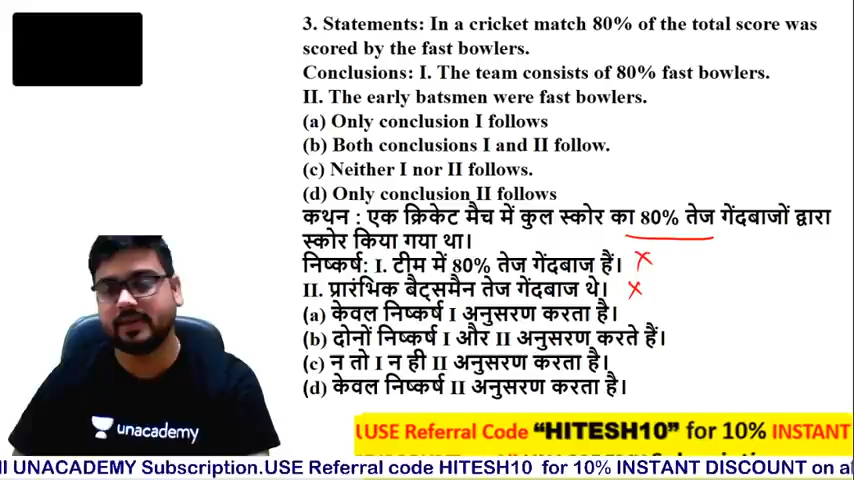 3. Statements: In a cricket match 80% of the total score was
scored by the fast bowlers.
Conclusions: I. The team consists of 80% fast bowlers.
II. The early batsmen were fast bowlers.
(a) Only conclusion I follows
(b) Both conclusions I and II follow.
(c) Neither I nor II follows.
(d) Only conclusion II follows
कथन : एक क्रिकेट मैच में कुल स्कोर का 80% तेज गेंदबाजों द्वारा
स्कोर किया गया था।
निष्कर्ष: I. टीम में 80% तेज गेंदबाज हैं।
II. प्रारंभिक बैट्समैन तेज गेंदबाज थे।
(a) केवल निष्कर्ष I अनुसरण करता है।
(b) दोनों निष्कर्ष I और II अनुसरण करते हैं।
(c) न तो I न ही II अनुसरण करता है।
(d) केवल निष्कर्ष II अनुसरण करता है।
unacademy
USE Referral Code “HITESH10” for 10% INSTANT
UNACADEMY Subscription.USE Referral code HITESH10 for 10% INSTANT DISCOUNT on